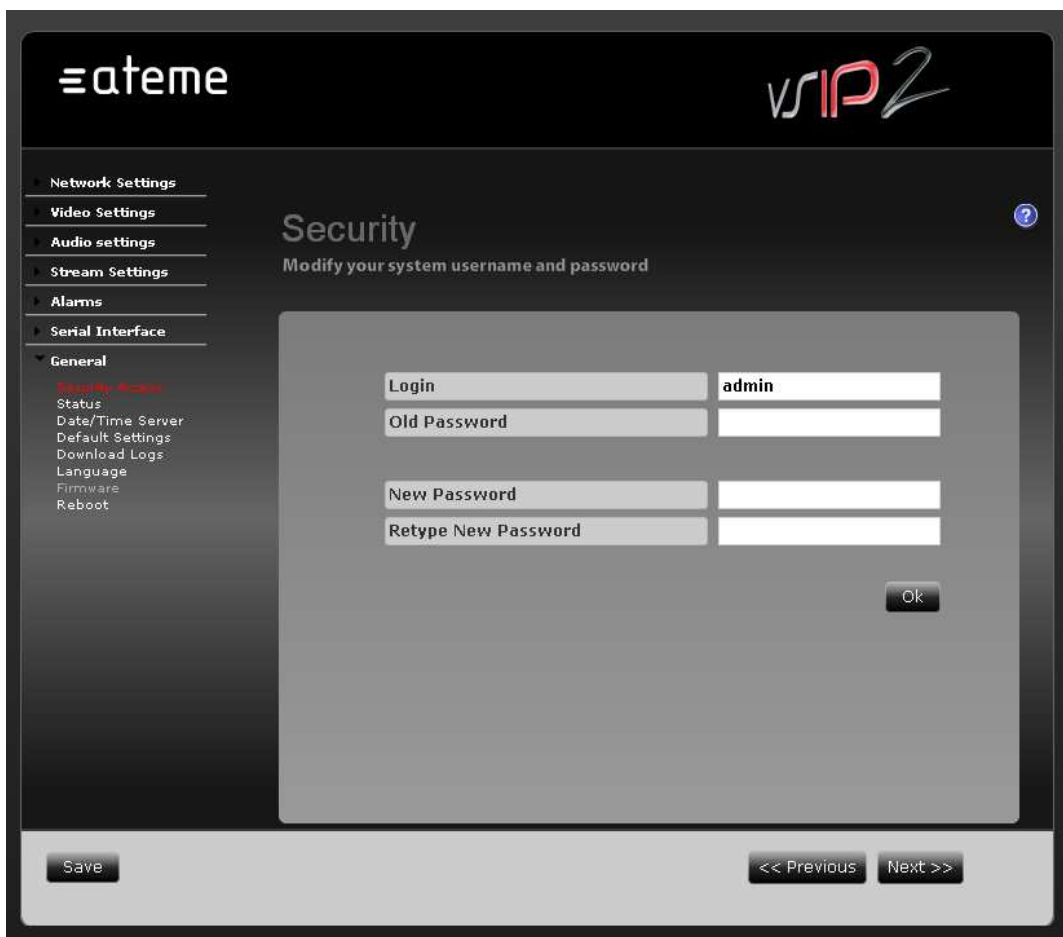 ateme
vsIP2
Network Settings
Video Settings
Audio settings
Stream Settings
Alarms
Serial Interface
General
Security Access
Status
Date/Time Server
Default Settings
Download Logs
Language
Firmware
Reboot
Security
Modify your system username and password
?
Login
admin
Old Password
New Password
Retype New Password
Ok
Save
<< Previous
Next >>